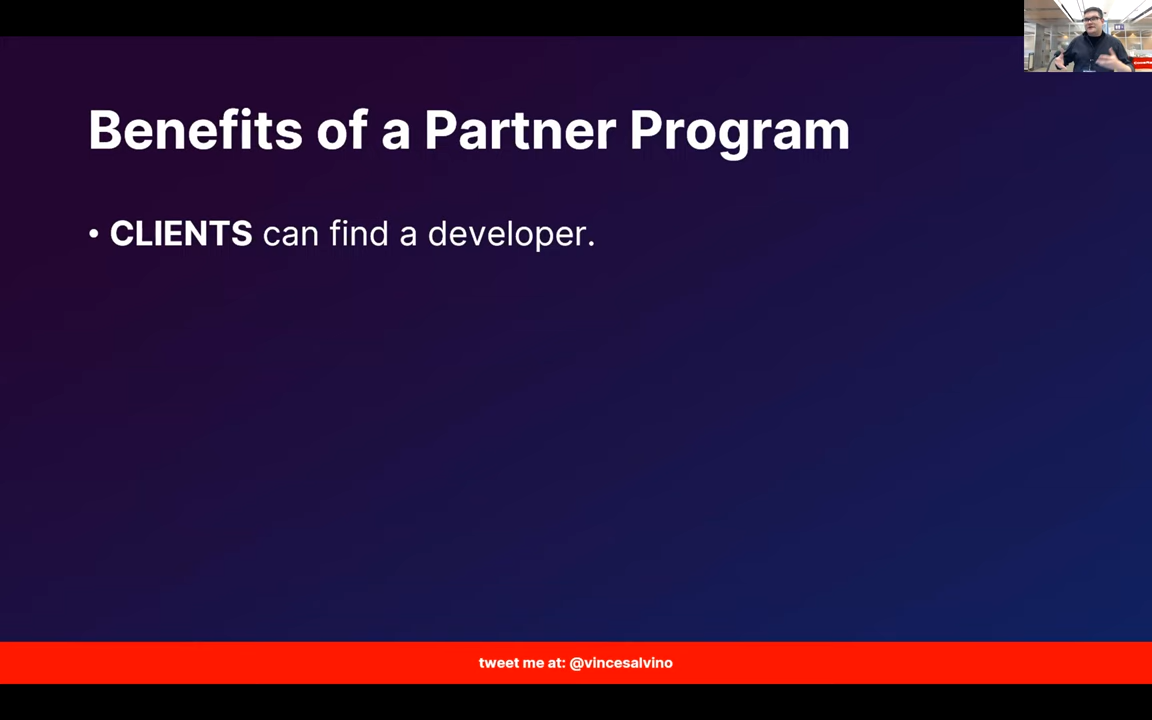 Benefits of a Partner Program
• CLIENTS can find a developer.
tweet me at: @vincesalvino